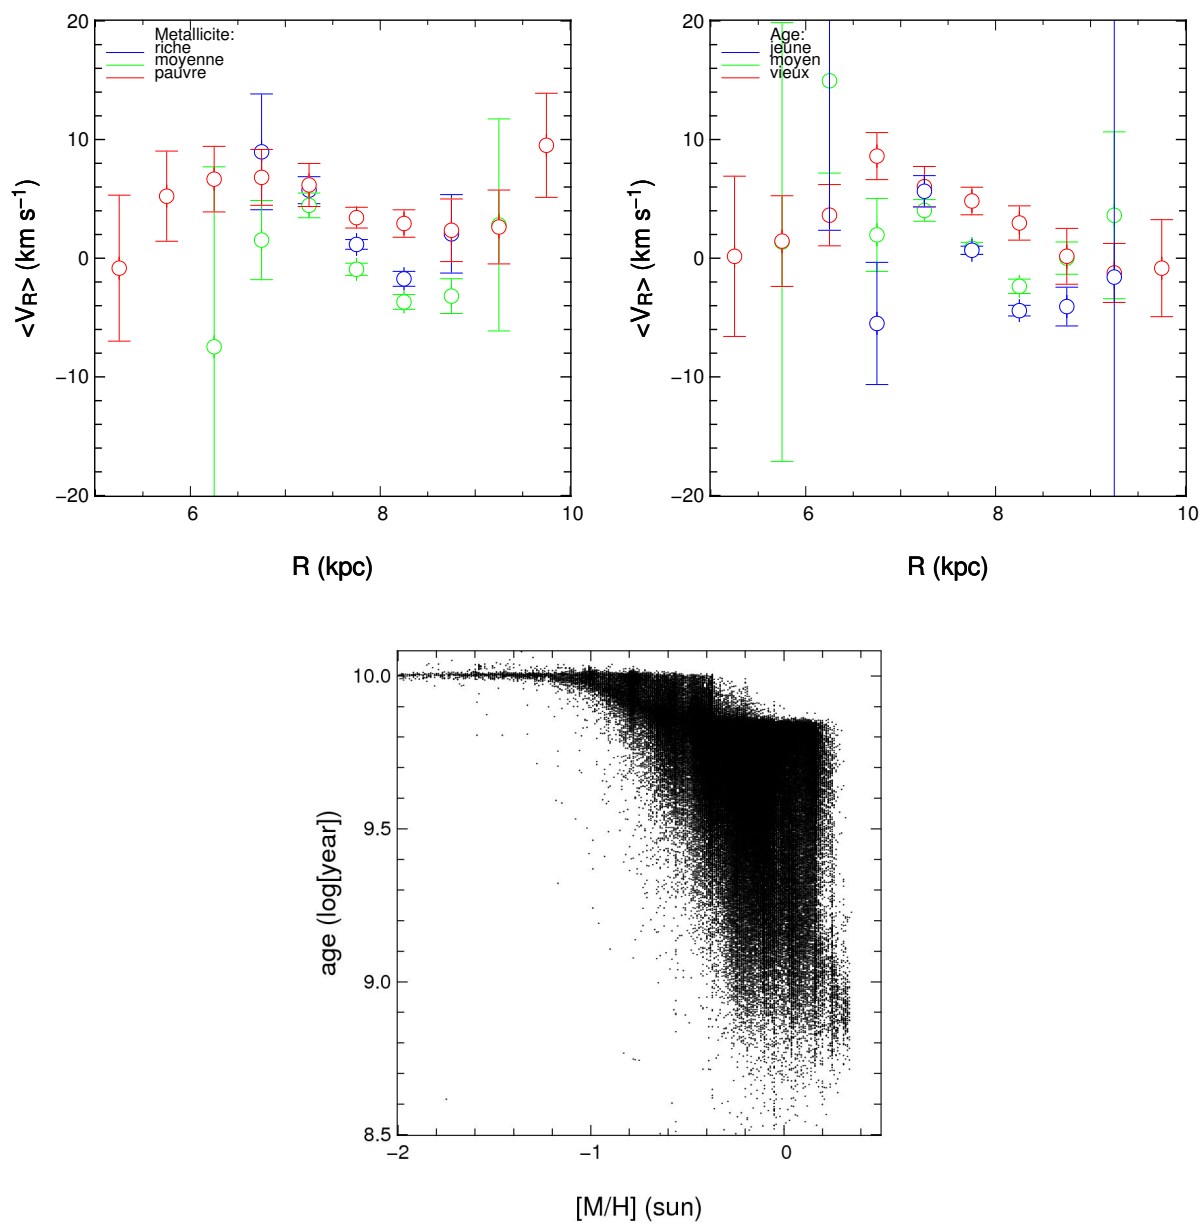 Metallicite:
riche
moyenne
pauvre
20
10
0
−10
−20
<V_R> (km s⁻¹)
6
8
10
R (kpc)
Age:
jeune
moyen
vieux
20
10
0
−10
−20
<V_R> (km s⁻¹)
6
8
10
R (kpc)
10.0
9.5
9.0
8.5
age (log[year])
−2
−1
0
[M/H] (sun)